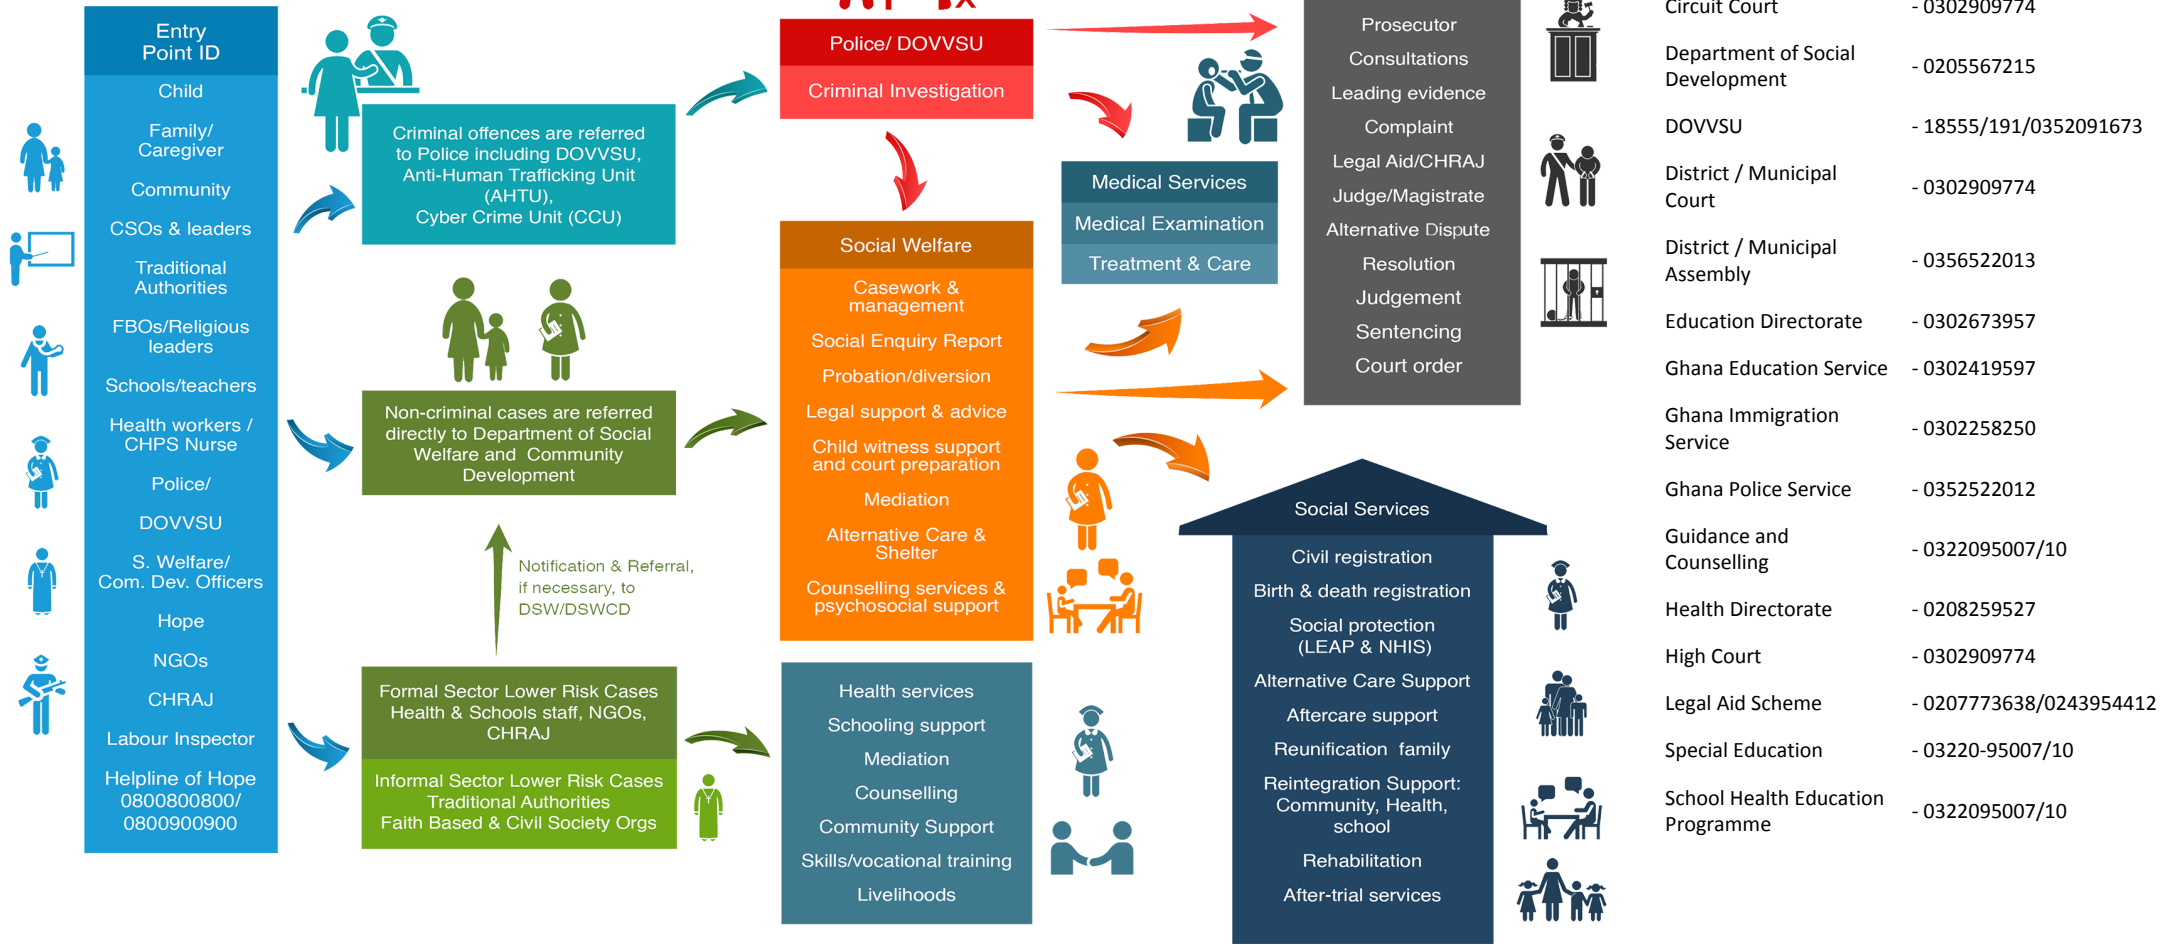 Entry
Point ID
Child
Family/
Caregiver
Community
CSOs & leaders
Traditional
Authorities
FBOs/Religious
leaders
Schools/teachers
Health workers /
CHPS Nurse
Police/
DOVVSU
S. Welfare/
Com. Dev. Officers
Hope
NGOs
CHRAJ
Labour Inspector
Helpline of Hope
0800800800/
0800900900
Criminal offences are referred
to Police including DOVVSU,
Anti-Human Trafficking Unit
(AHTU),
Cyber Crime Unit (CCU)
Non-criminal cases are referred
directly to Department of Social
Welfare and Community
Development
Notification & Referral,
if necessary, to
DSW/DSWCD
Formal Sector Lower Risk Cases
Health & Schools staff, NGOs,
CHRAJ
Informal Sector Lower Risk Cases
Traditional Authorities
Faith Based & Civil Society Orgs
Police/ DOVVSU
Criminal Investigation
Social Welfare
Casework &
management
Social Enquiry Report
Probation/diversion
Legal support & advice
Child witness support
and court preparation
Mediation
Alternative Care &
Shelter
Counselling services &
psychosocial support
Health services
Schooling support
Mediation
Counselling
Community Support
Skills/vocational training
Livelihoods
Medical Services
Medical Examination
Treatment & Care
Prosecutor
Consultations
Leading evidence
Complaint
Legal Aid/CHRAJ
Judge/Magistrate
Alternative Dispute
Resolution
Judgement
Sentencing
Court order
Social Services
Civil registration
Birth & death registration
Social protection
(LEAP & NHIS)
Alternative Care Support
Aftercare support
Reunification family
Reintegration Support:
Community, Health,
school
Rehabilitation
After-trial services
Circuit Court - 0302909774
Department of Social
Development - 0205567215
DOVVSU - 18555/191/0352091673
District / Municipal
Court - 0302909774
District / Municipal
Assembly - 0356522013
Education Directorate - 0302673957
Ghana Education Service - 0302419597
Ghana Immigration
Service - 0302258250
Ghana Police Service - 0352522012
Guidance and
Counselling - 0322095007/10
Health Directorate - 0208259527
High Court - 0302909774
Legal Aid Scheme - 0207773638/0243954412
Special Education - 03220-95007/10
School Health Education
Programme - 0322095007/10